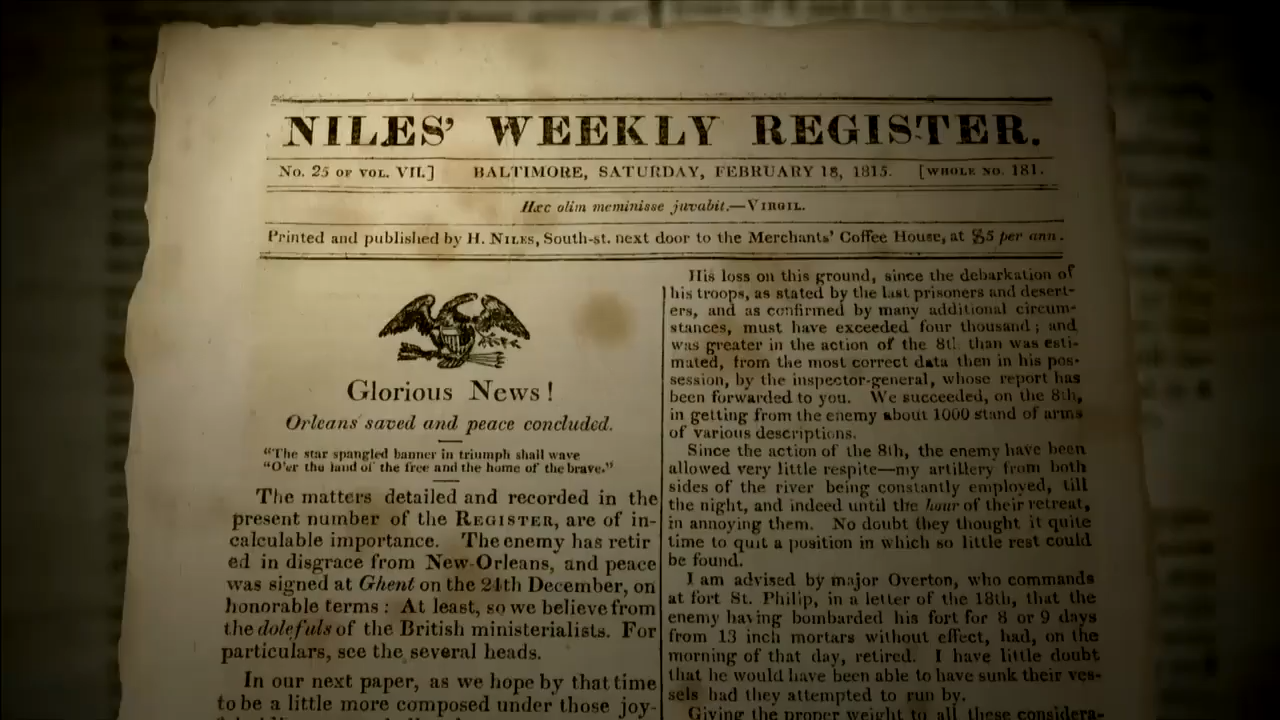 NILES' WEEKLY REGISTER.
No. 25 OF VOL. VII.] BALTIMORE, SATURDAY, FEBRUARY 18, 1815. [WHOLE NO. 181.
Hæc olim meminisse juvabit.—VIRGIL.
Printed and published by H. NILES, South-st. next door to the Merchants' Coffee House, at $5 per ann.
Glorious News!
Orleans saved and peace concluded.
"The star spangled banner in triumph shall wave
"O'er the land of the free and the home of the brave."
The matters detailed and recorded in the
present number of the REGISTER, are of in-
calculable importance. The enemy has retir
ed in disgrace from New-Orleans, and peace
was signed at Ghent on the 24th December, on
honorable terms: At least, so we believe from
the dolefuls of the British ministerialists. For
particulars, see the several heads.
In our next paper, as we hope by that time
to be a little more composed under those joy-
His loss on this ground, since the debarkation of
his troops, as stated by the last prisoners and desert-
ers, and as confirmed by many additional circum-
stances, must have exceeded four thousand; and
was greater in the action of the 8th than was esti-
mated, from the most correct data then in his pos-
session, by the inspector-general, whose report has
been forwarded to you. We succeeded, on the 8th,
in getting from the enemy about 1000 stand of arms
of various descriptions.
Since the action of the 8th, the enemy have been
allowed very little respite—my artillery from both
sides of the river being constantly employed, till
the night, and indeed until the hour of their retreat,
in annoying them. No doubt they thought it quite
time to quit a position in which so little rest could
be found.
I am advised by major Overton, who commands
at fort St. Philip, in a letter of the 18th, that the
enemy having bombarded his fort for 8 or 9 days
from 13 inch mortars without effect, had, on the
morning of that day, retired. I have little doubt
that he would have been able to have sunk their ves-
sels had they attempted to run by.
Giving the proper weight to all these considera-